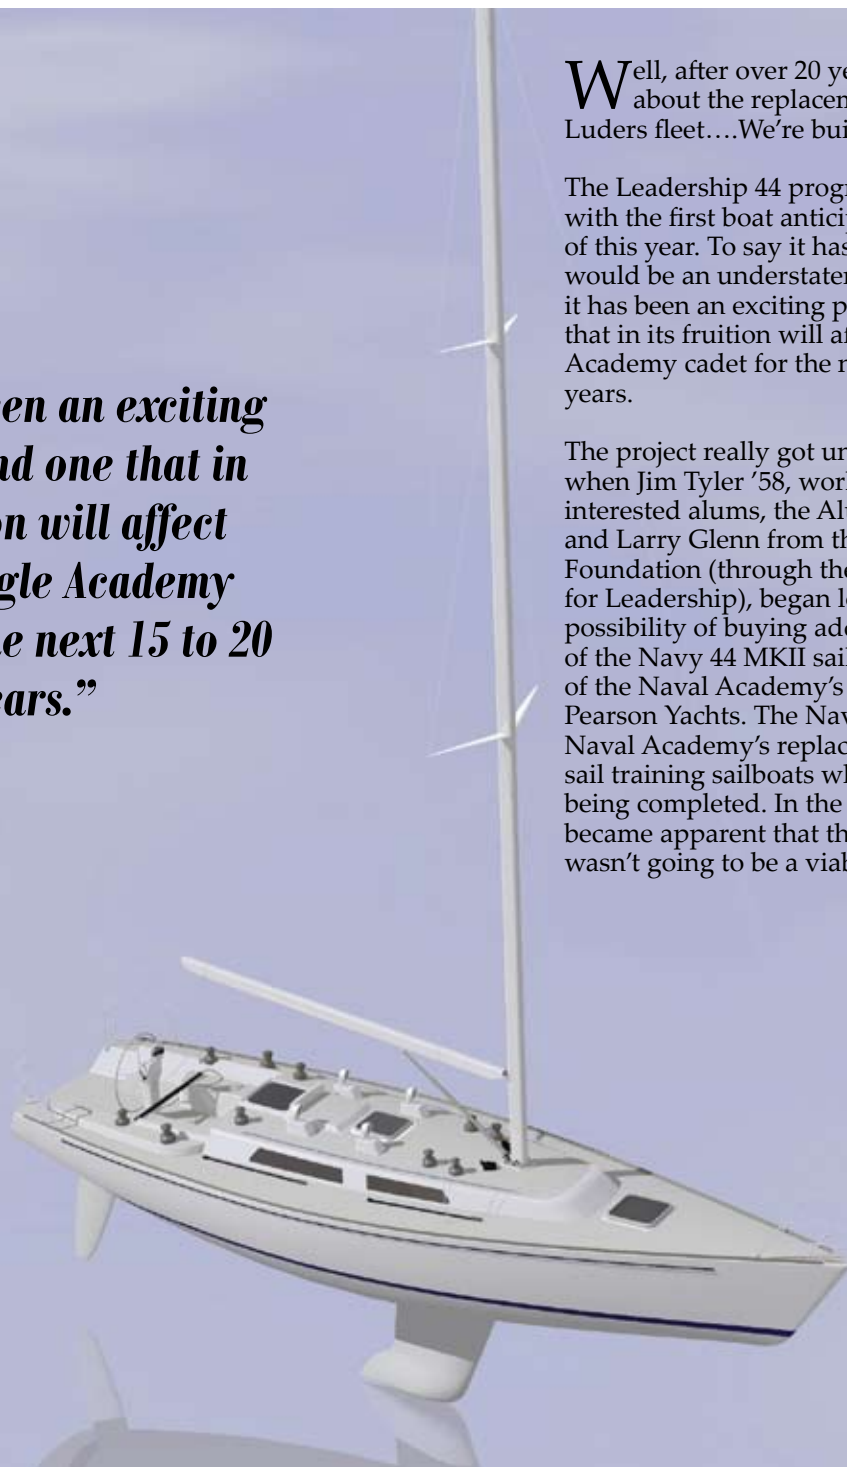 een an exciting
nd one that in
on will affect
gle Academy
e next 15 to 20
ears.”
Well, after over 20 ye
about the replacem
Luders fleet….We’re bui
The Leadership 44 progr
with the first boat antici
of this year. To say it has
would be an understate
it has been an exciting p
that in its fruition will af
Academy cadet for the n
years.
The project really got un
when Jim Tyler ’58, wor
interested alums, the Al
and Larry Glenn from th
Foundation (through the
for Leadership), began l
possibility of buying add
of the Navy 44 MKII sail
of the Naval Academy’s
Pearson Yachts. The Nav
Naval Academy’s replac
sail training sailboats wh
being completed. In the
became apparent that th
wasn’t going to be a viab